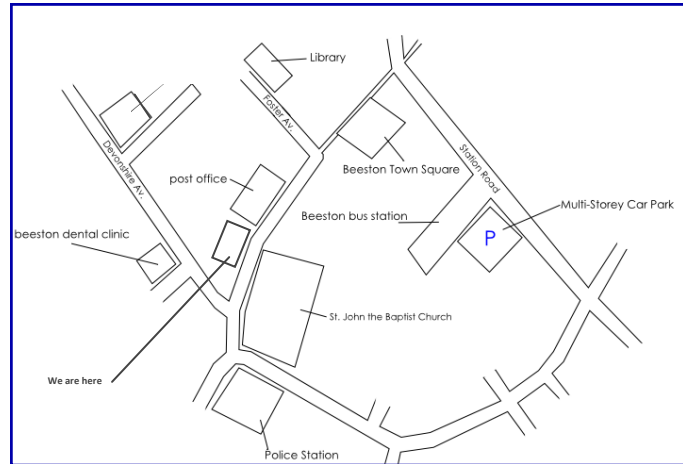 Library
Foster Av.
Station Road
Devonshire Av.
post office
Beeston Town Square
Multi-Storey Car Park
Beeston bus station
P
beeston dental clinic
St. John the Baptist Church
We are here
Police Station